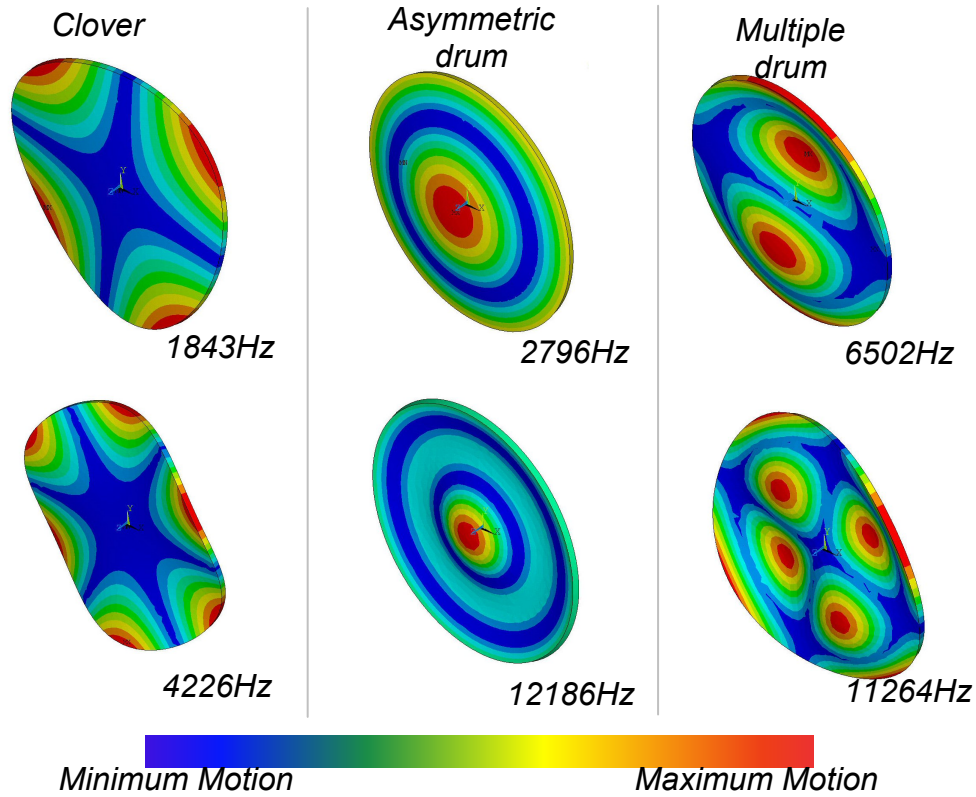 Clover
Asymmetric
drum
Multiple
drum
1843Hz
2796Hz
6502Hz
4226Hz
12186Hz
11264Hz
Minimum Motion
Maximum Motion